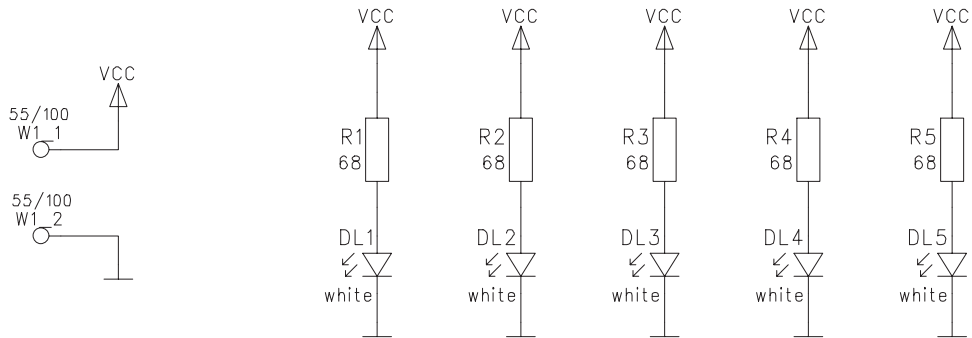 VCC VCC VCC VCC VCC
VCC
55/100
W1_1
R1 R2 R3 R4 R5
68 68 68 68 68
55/100
W1_2
DL1 DL2 DL3 DL4 DL5
white white white white white